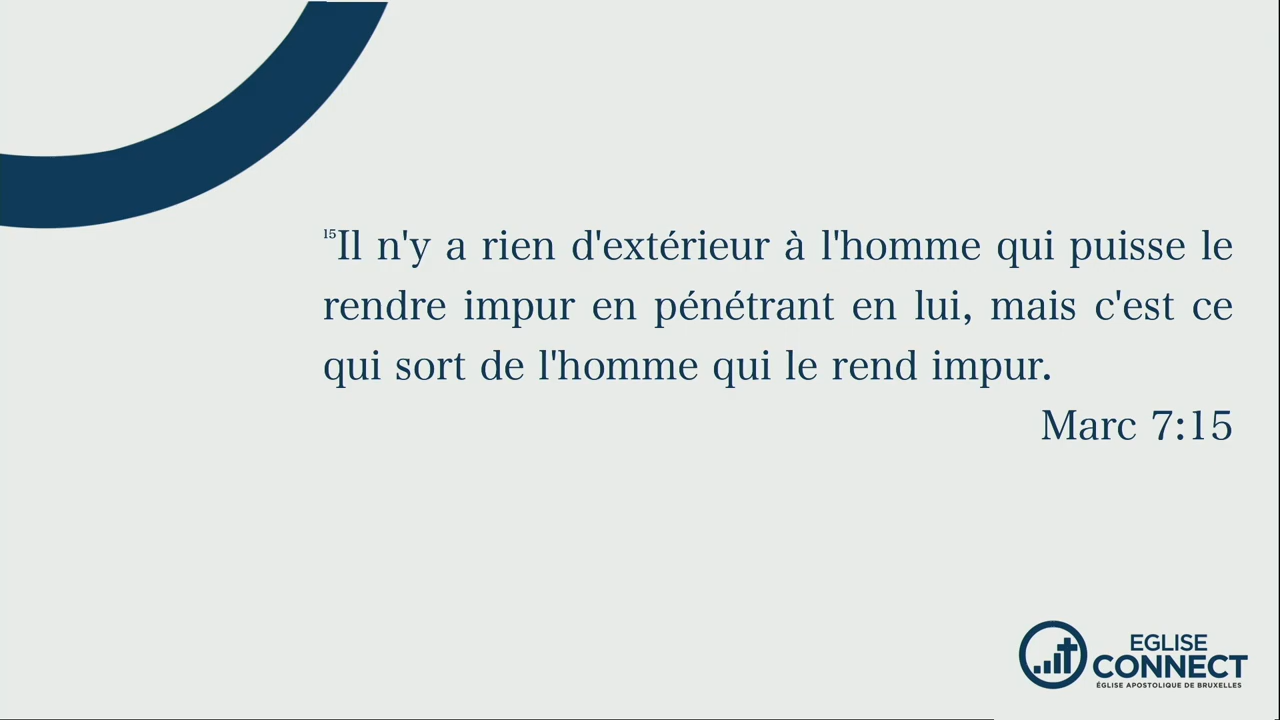 ¹⁵Il n'y a rien d'extérieur à l'homme qui puisse le
rendre impur en pénétrant en lui, mais c'est ce
qui sort de l'homme qui le rend impur.
Marc 7:15
EGLISE
CONNECT
ÉGLISE APOSTOLIQUE DE BRUXELLES